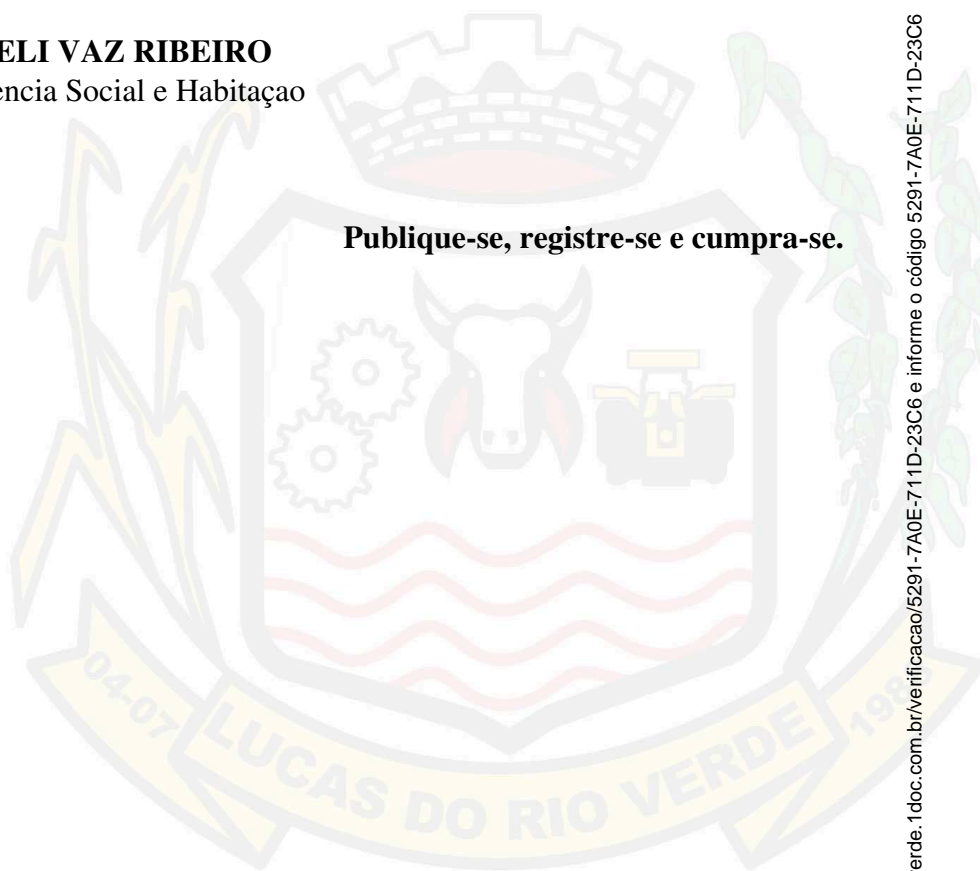 ELI VAZ RIBEIRO
encia Social e Habitaçao
Publique-se, registre-se e cumpra-se.
04-07
LUCAS DO RIO VERDE
1988
erde.1doc.com.br/verificacao/5291-7A0E-711D-23C6 e informe o código 5291-7A0E-711D-23C6